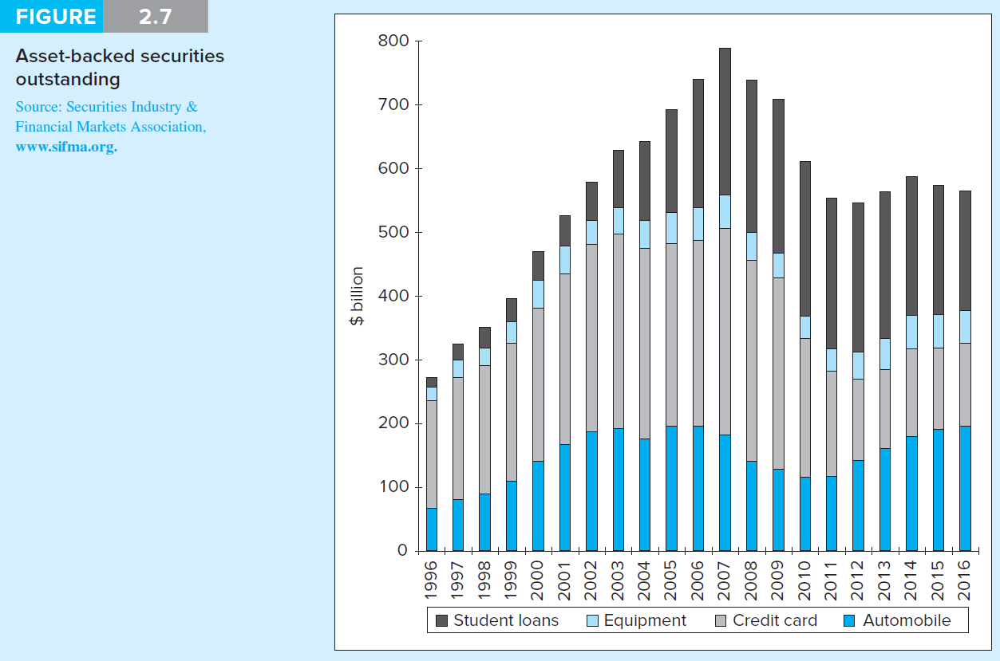 FIGURE 2.7
Asset-backed securities
outstanding
Source: Securities Industry &
Financial Markets Association,
www.sifma.org.
$ billion
800
700
600
500
400
300
200
100
0
1996 1997 1998 1999 2000 2001 2002 2003 2004 2005 2006 2007 2008 2009 2010 2011 2012 2013 2014 2015 2016
Student loans Equipment Credit card Automobile